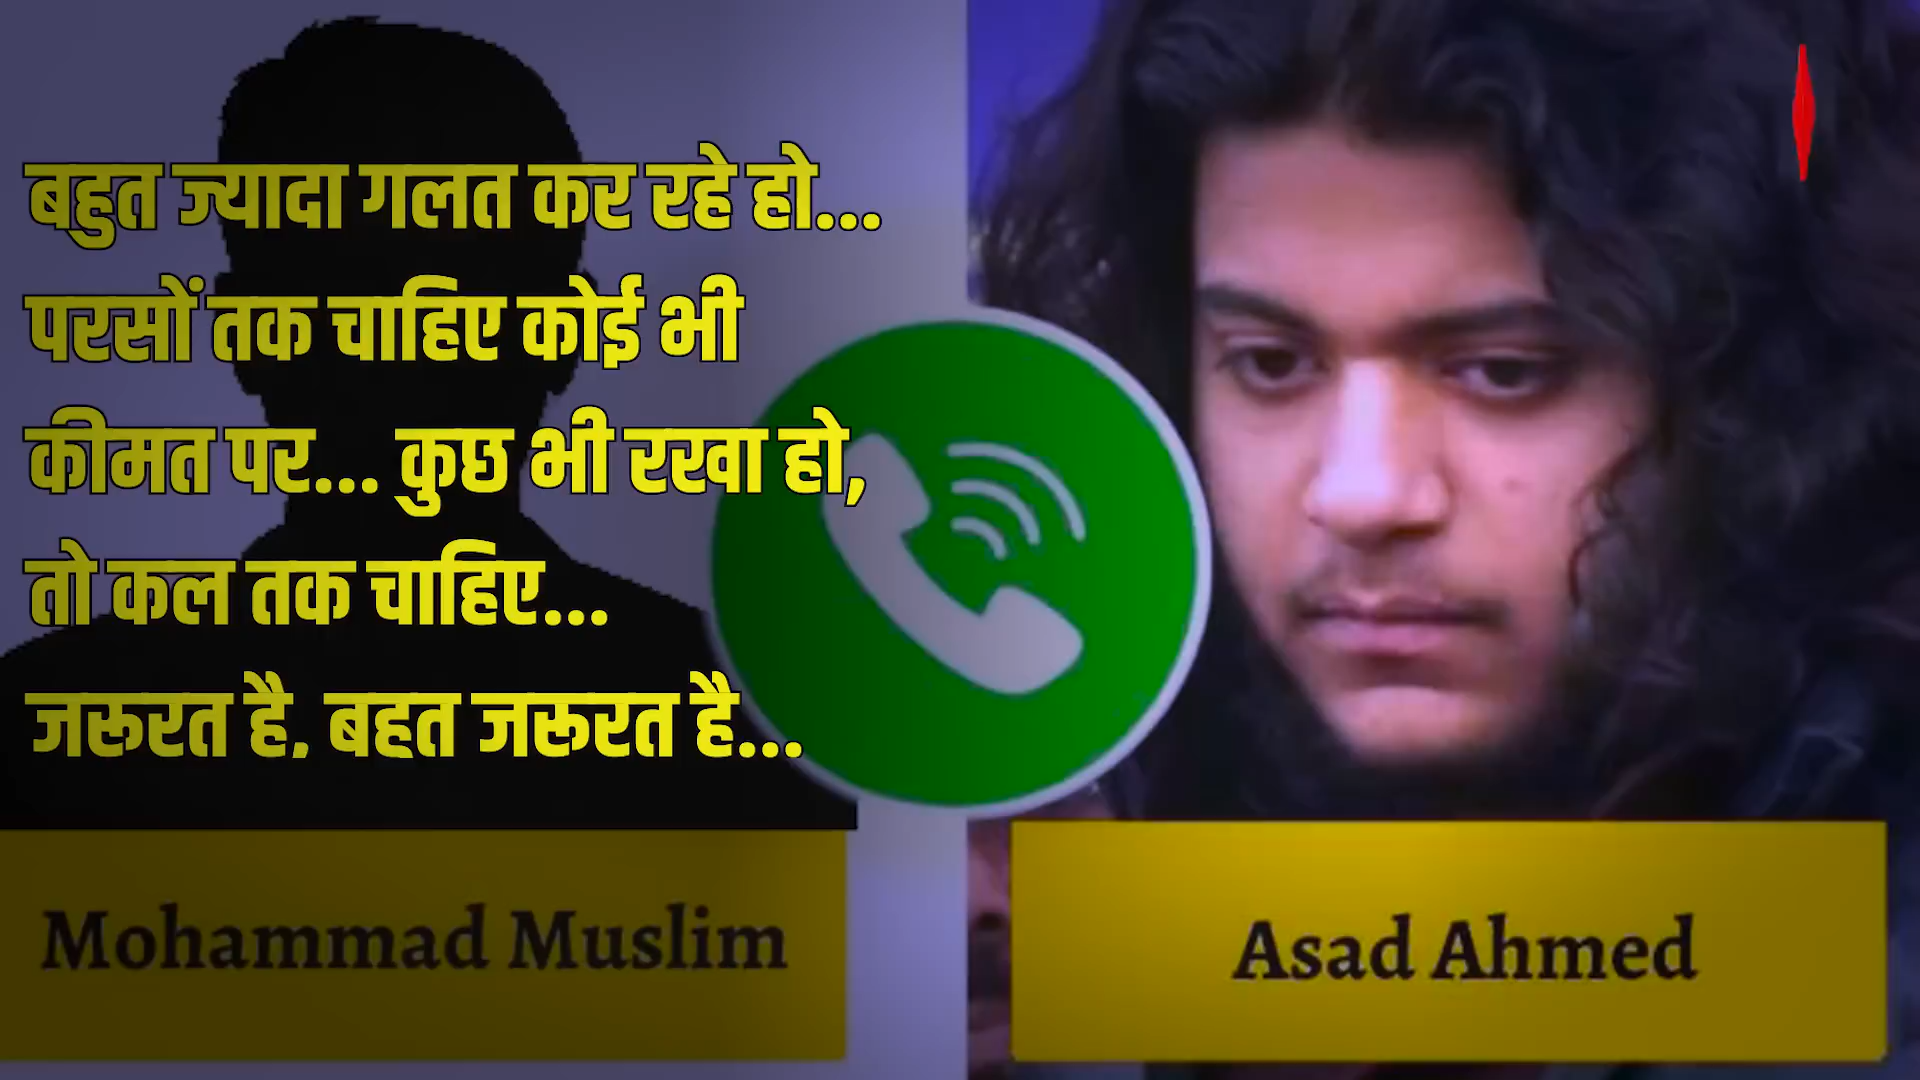 बहुत ज्यादा गलत कर रहे हो...
परसों तक चाहिए कोई भी
कीमत पर... कुछ भी रखा हो,
तो कल तक चाहिए...
जरूरत है, बहुत जरूरत है...
Mohammad Muslim
Asad Ahmed